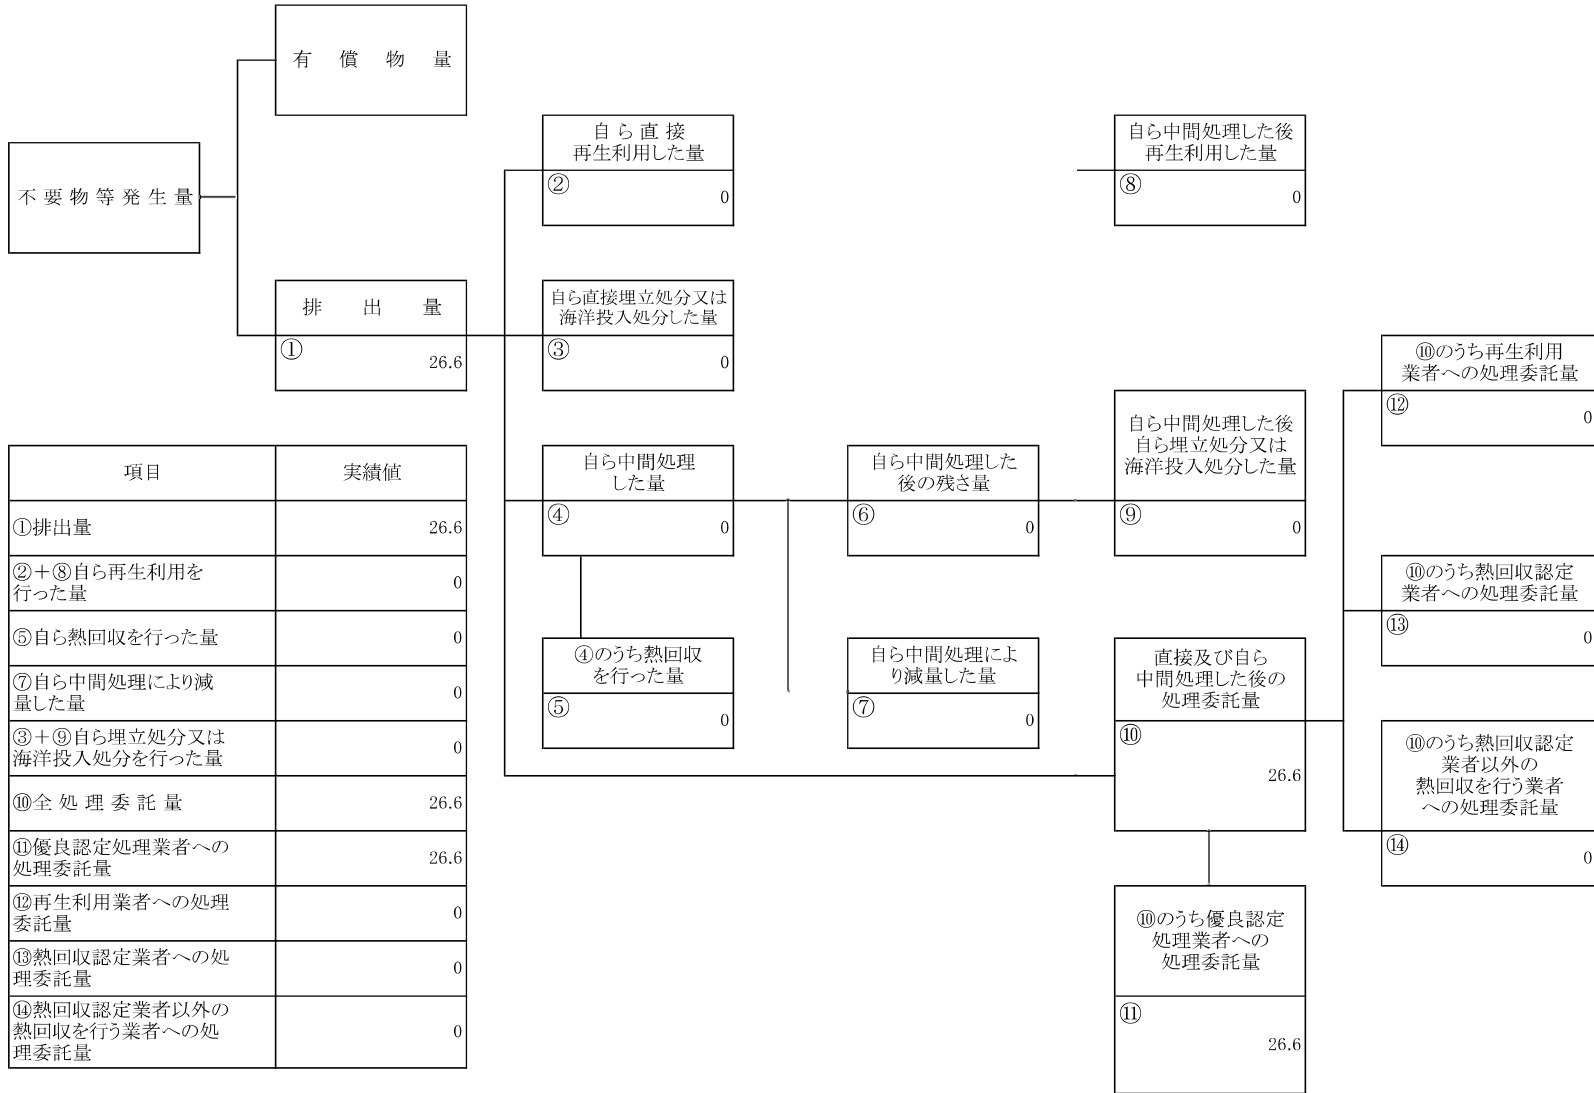 有償物量
自ら直接
再生利用した量
②
0
自ら中間処理した後
再生利用した量
⑧
0
不要物等発生量
排出量
①
26.6
自ら直接埋立処分又は
海洋投入処分した量
③
0
⑩のうち再生利用
業者への処理委託量
⑫
0
自ら中間処理
した量
④
0
自ら中間処理した
後の残さ量
⑥
0
自ら中間処理した後
自ら埋立処分又は
海洋投入処分した量
⑨
0
⑩のうち熱回収認定
業者への処理委託量
⑬
0
④のうち熱回収
を行った量
⑤
0
自ら中間処理によ
り減量した量
⑦
0
直接及び自ら
中間処理した後の
処理委託量
⑩
26.6
⑩のうち熱回収認定
業者以外の
熱回収を行う業者
への処理委託量
⑭
0
⑩のうち優良認定
処理業者への
処理委託量
⑪
26.6
項目 実績値
①排出量 26.6
②＋⑧自ら再生利用を
行った量 0
⑤自ら熱回収を行った量 0
⑦自ら中間処理により減
量した量 0
③＋⑨自ら埋立処分又は
海洋投入処分を行った量 0
⑩全処理委託量 26.6
⑪優良認定処理業者への
処理委託量 26.6
⑫再生利用業者への処理
委託量 0
⑬熱回収認定業者への処
理委託量 0
⑭熱回収認定業者以外の
熱回収を行う業者への処
理委託量 0